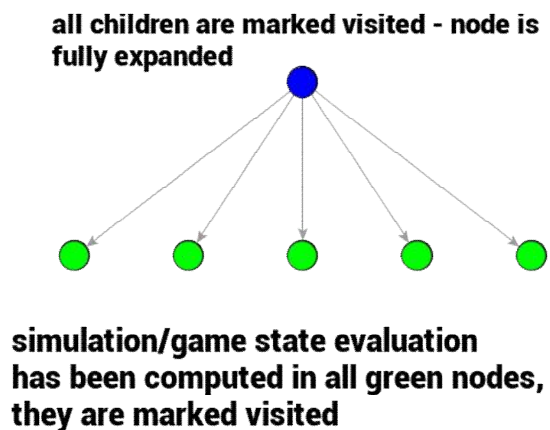 all children are marked visited - node is
fully expanded
simulation/game state evaluation
has been computed in all green nodes,
they are marked visited